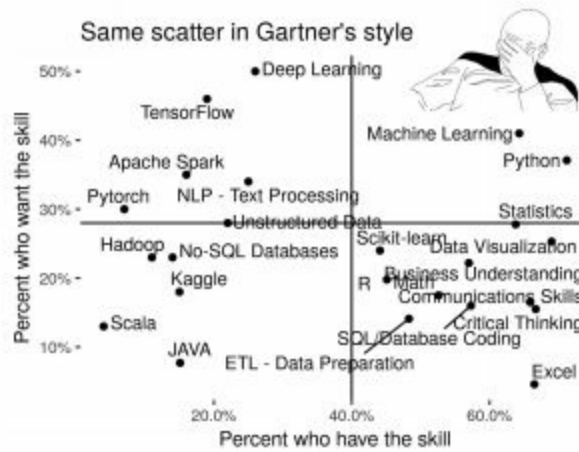 Same scatter in Gartner's style
Percent who want the skill
50%
40%
30%
20%
10%
Deep Learning
TensorFlow
Machine Learning
Apache Spark
Python
Pytorch
NLP - Text Processing
Statistics
Unstructured Data
Scikit-learn
Data Visualization
Hadoop
No-SQL Databases
Kaggle
R
Math
Business Understanding
Communications Skills
Scala
SQL/Database Coding
Critical Thinking
JAVA
ETL - Data Preparation
Excel
20.0%
40.0%
60.0%
Percent who have the skill